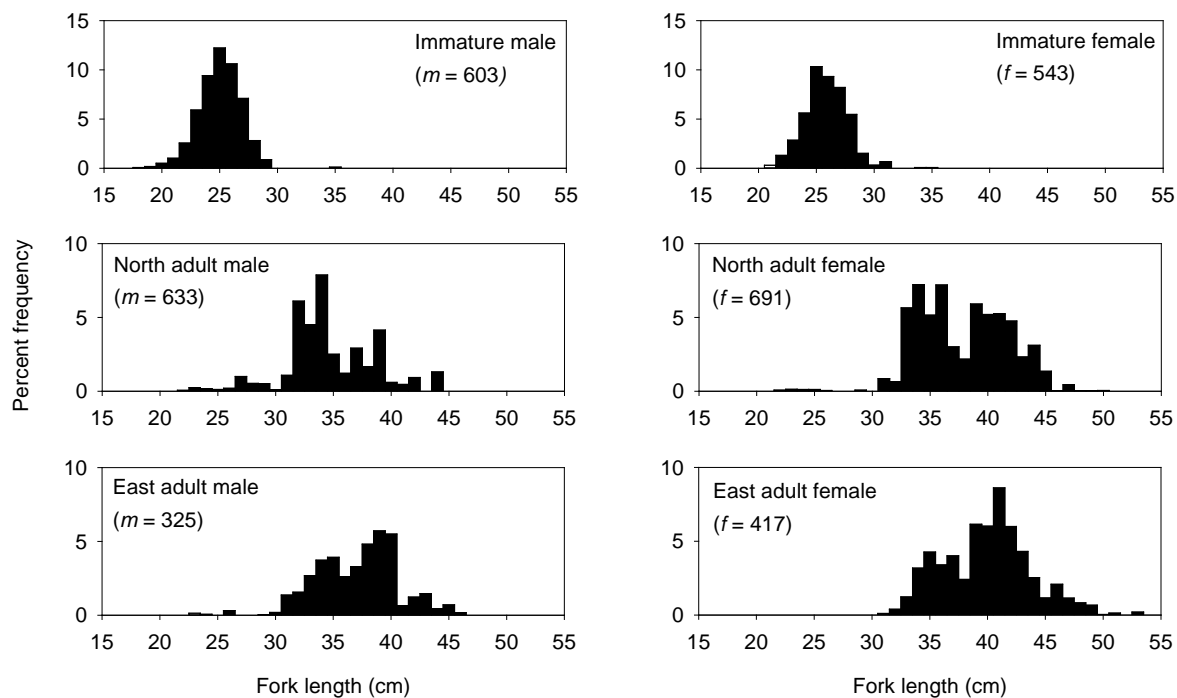 15
10
5
0
15 20 25 30 35 40 45 50 55
Immature male
(m = 603)
15
10
5
0
15 20 25 30 35 40 45 50 55
Immature female
(f = 543)
Percent frequency
10
5
0
15 20 25 30 35 40 45 50 55
North adult male
(m = 633)
10
5
0
15 20 25 30 35 40 45 50 55
North adult female
(f = 691)
10
5
0
15 20 25 30 35 40 45 50 55
East adult male
(m = 325)
Fork length (cm)
10
5
0
15 20 25 30 35 40 45 50 55
East adult female
(f = 417)
Fork length (cm)